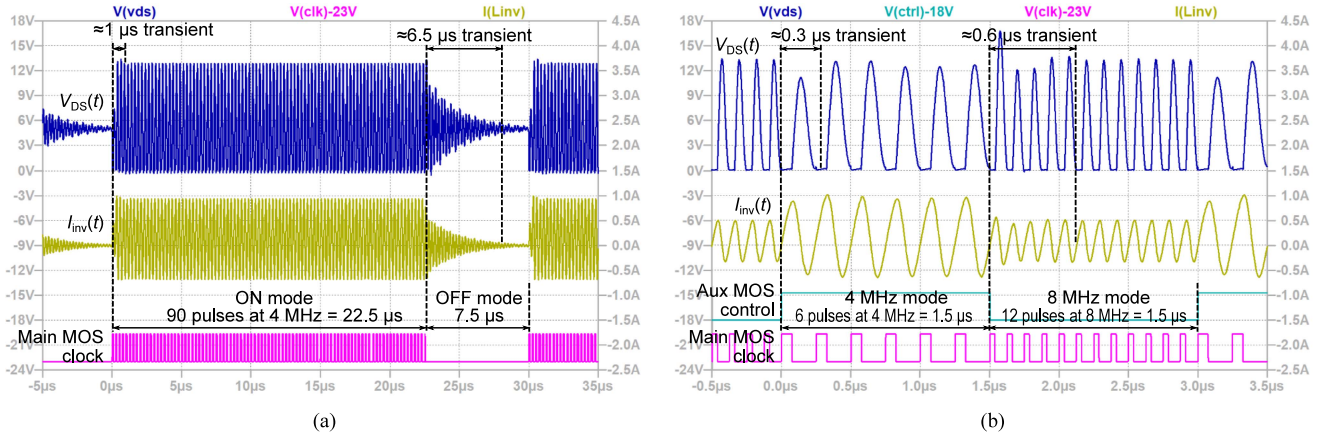 V(vds) V(clk)-23V I(Linv)
18V 4.5A
≈1 µs transient
≈6.5 µs transient
15V 4.0A
12V 3.5A
9V 3.0A
V_DS(t)
6V 2.5A
3V 2.0A
0V 1.5A
-3V 1.0A
I_inv(t)
-6V 0.5A
-9V 0.0A
-12V -0.5A
-15V -1.0A
ON mode OFF mode
90 pulses at 4 MHz = 22.5 µs 7.5 µs
-18V -1.5A
Main MOS
-21V -2.0A
clock
-24V -2.5A
-5µs 0µs 5µs 10µs 15µs 20µs 25µs 30µs 35µs
(a)
V(vds) V(ctrl)-18V V(clk)-23V I(Linv)
18V 4.5A
V_DS(t) ≈0.3 µs transient ≈0.6 µs transient
15V 4.0A
12V 3.5A
9V 3.0A
6V 2.5A
3V 2.0A
0V 1.5A
-3V 1.0A
I_inv(t)
-6V 0.5A
-9V 0.0A
-12V -0.5A
Aux MOS 4 MHz mode 8 MHz mode
-15V -1.0A
control 6 pulses at 4 MHz = 1.5 µs 12 pulses at 8 MHz = 1.5 µs
-18V -1.5A
Main MOS
-21V -2.0A
clock
-24V -2.5A
-0.5µs 0.0µs 0.5µs 1.0µs 1.5µs 2.0µs 2.5µs 3.0µs 3.5µs
(b)